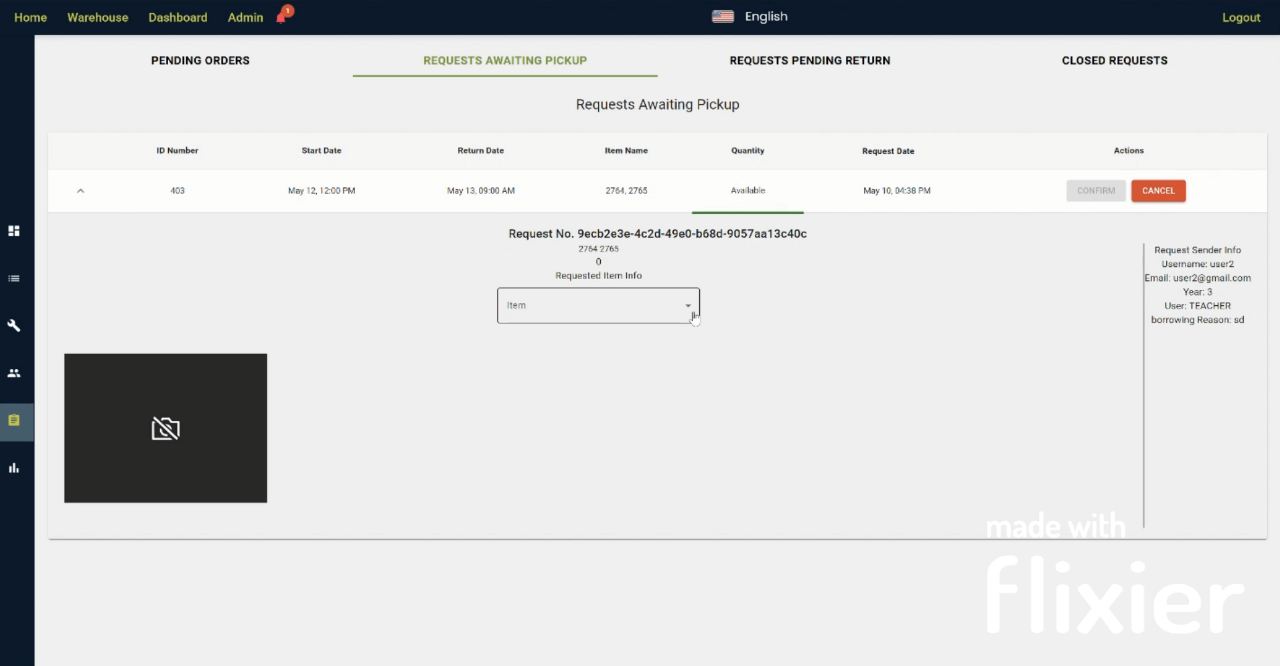 Home Warehouse Dashboard Admin 1 English Logout
PENDING ORDERS REQUESTS AWAITING PICKUP REQUESTS PENDING RETURN CLOSED REQUESTS
Requests Awaiting Pickup
ID Number Start Date Return Date Item Name Quantity Request Date Actions
403 May 12, 12:00 PM May 13, 09:00 AM 2764, 2765 Available May 10, 04:38 PM CONFIRM CANCEL
Request No. 9ecb2e3e-4c2d-49e0-b68d-9057aa13c40c
2764 2765
0
Requested Item Info
Item
Request Sender Info
Username: user2
Email: user2@gmail.com
Year: 3
User: TEACHER
borrowing Reason: sd
made with
flixier